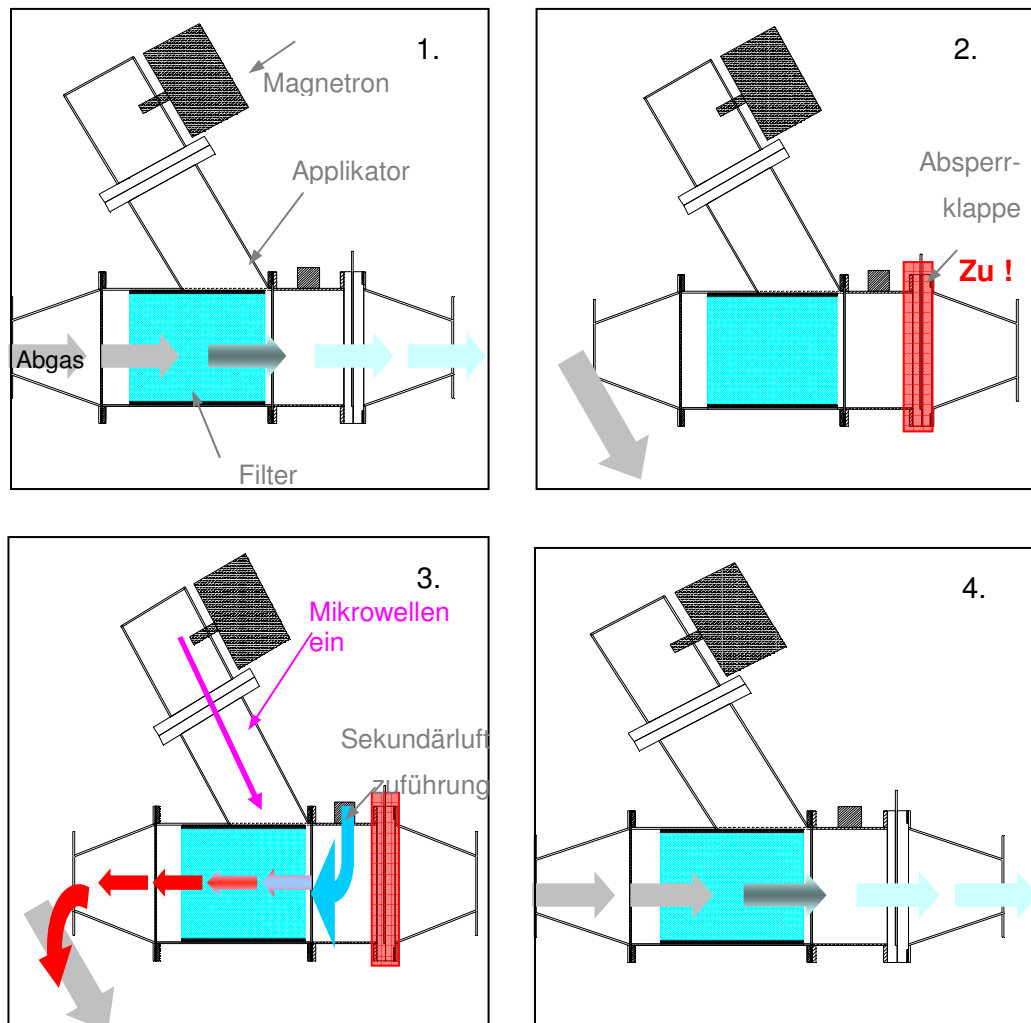 1.
Magnetron
Applikator
Abgas
Filter
2.
Absperr-
klappe
Zu !
3.
Mikrowellen
ein
Sekundärluft
zuführung
4.